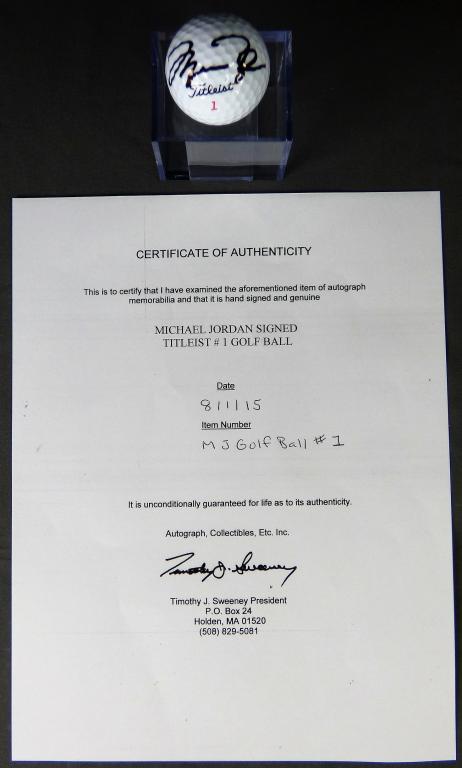 Titleist
1
CERTIFICATE OF AUTHENTICITY
This is to certify that I have examined the aforementioned item of autograph
memorabilia and that it is hand signed and genuine
MICHAEL JORDAN SIGNED
TITLEIST # 1 GOLF BALL
Date
8/1/15
Item Number
MJ Golf Ball #1
It is unconditionally guaranteed for life as to its authenticity.
Autograph, Collectibles, Etc. Inc.
Timothy J. Sweeney
Timothy J. Sweeney President
P.O. Box 24
Holden, MA 01520
(508) 829-5081